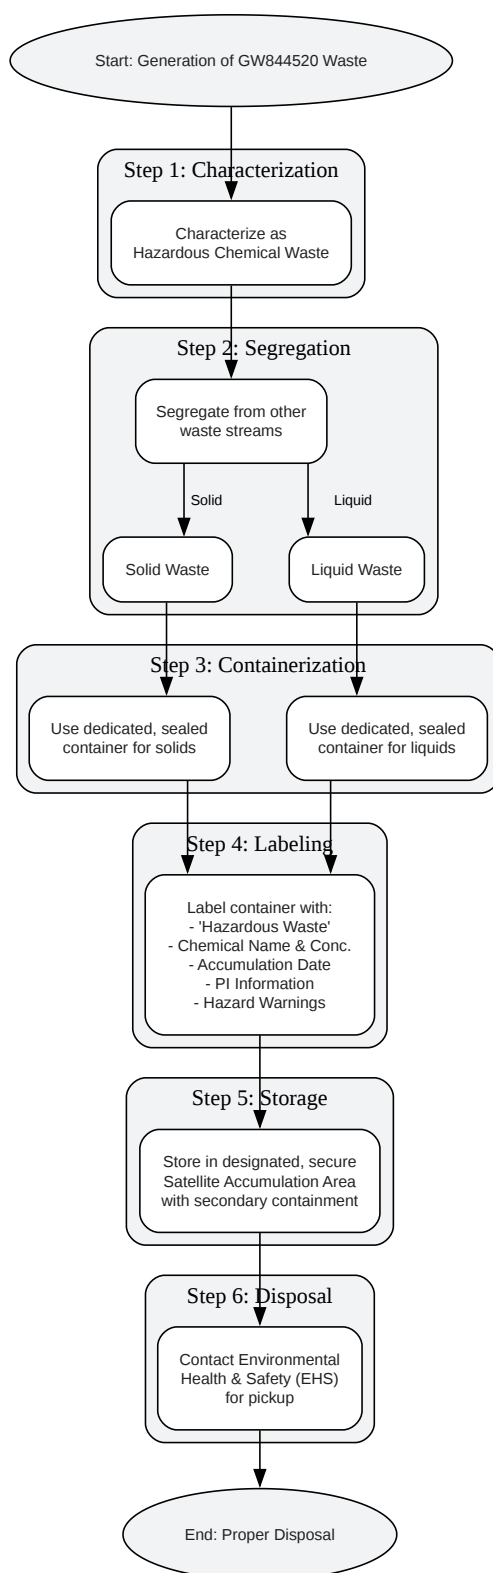 Start: Generation of GW844520 Waste
Step 1: Characterization
Characterize as
Hazardous Chemical Waste
Step 2: Segregation
Segregate from other
waste streams
Solid
Liquid
Solid Waste
Liquid Waste
Step 3: Containerization
Use dedicated, sealed
container for solids
Use dedicated, sealed
container for liquids
Step 4: Labeling
Label container with:
- 'Hazardous Waste'
- Chemical Name & Conc.
- Accumulation Date
- PI Information
- Hazard Warnings
Step 5: Storage
Store in designated, secure
Satellite Accumulation Area
with secondary containment
Step 6: Disposal
Contact Environmental
Health & Safety (EHS)
for pickup
End: Proper Disposal